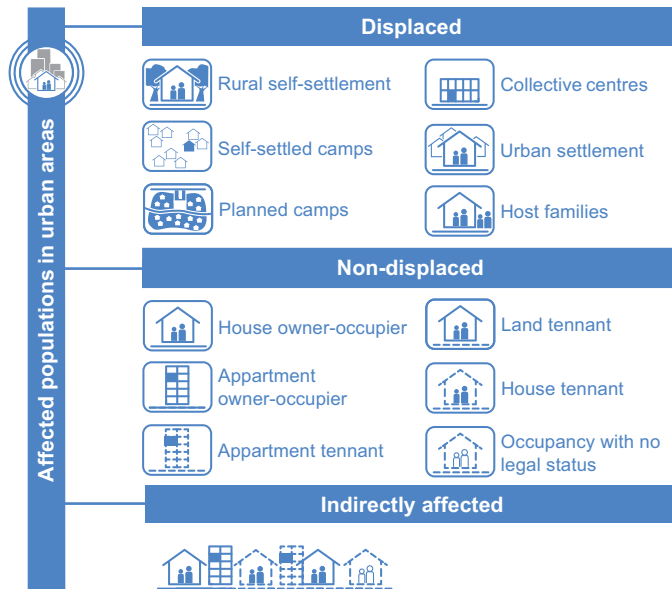 Affected populations in urban areas
Displaced
Rural self-settlement
Collective centres
Self-settled camps
Urban settlement
Planned camps
Host families
Non-displaced
House owner-occupier
Land tennant
Appartment
owner-occupier
House tennant
Appartment tennant
Occupancy with no
legal status
Indirectly affected